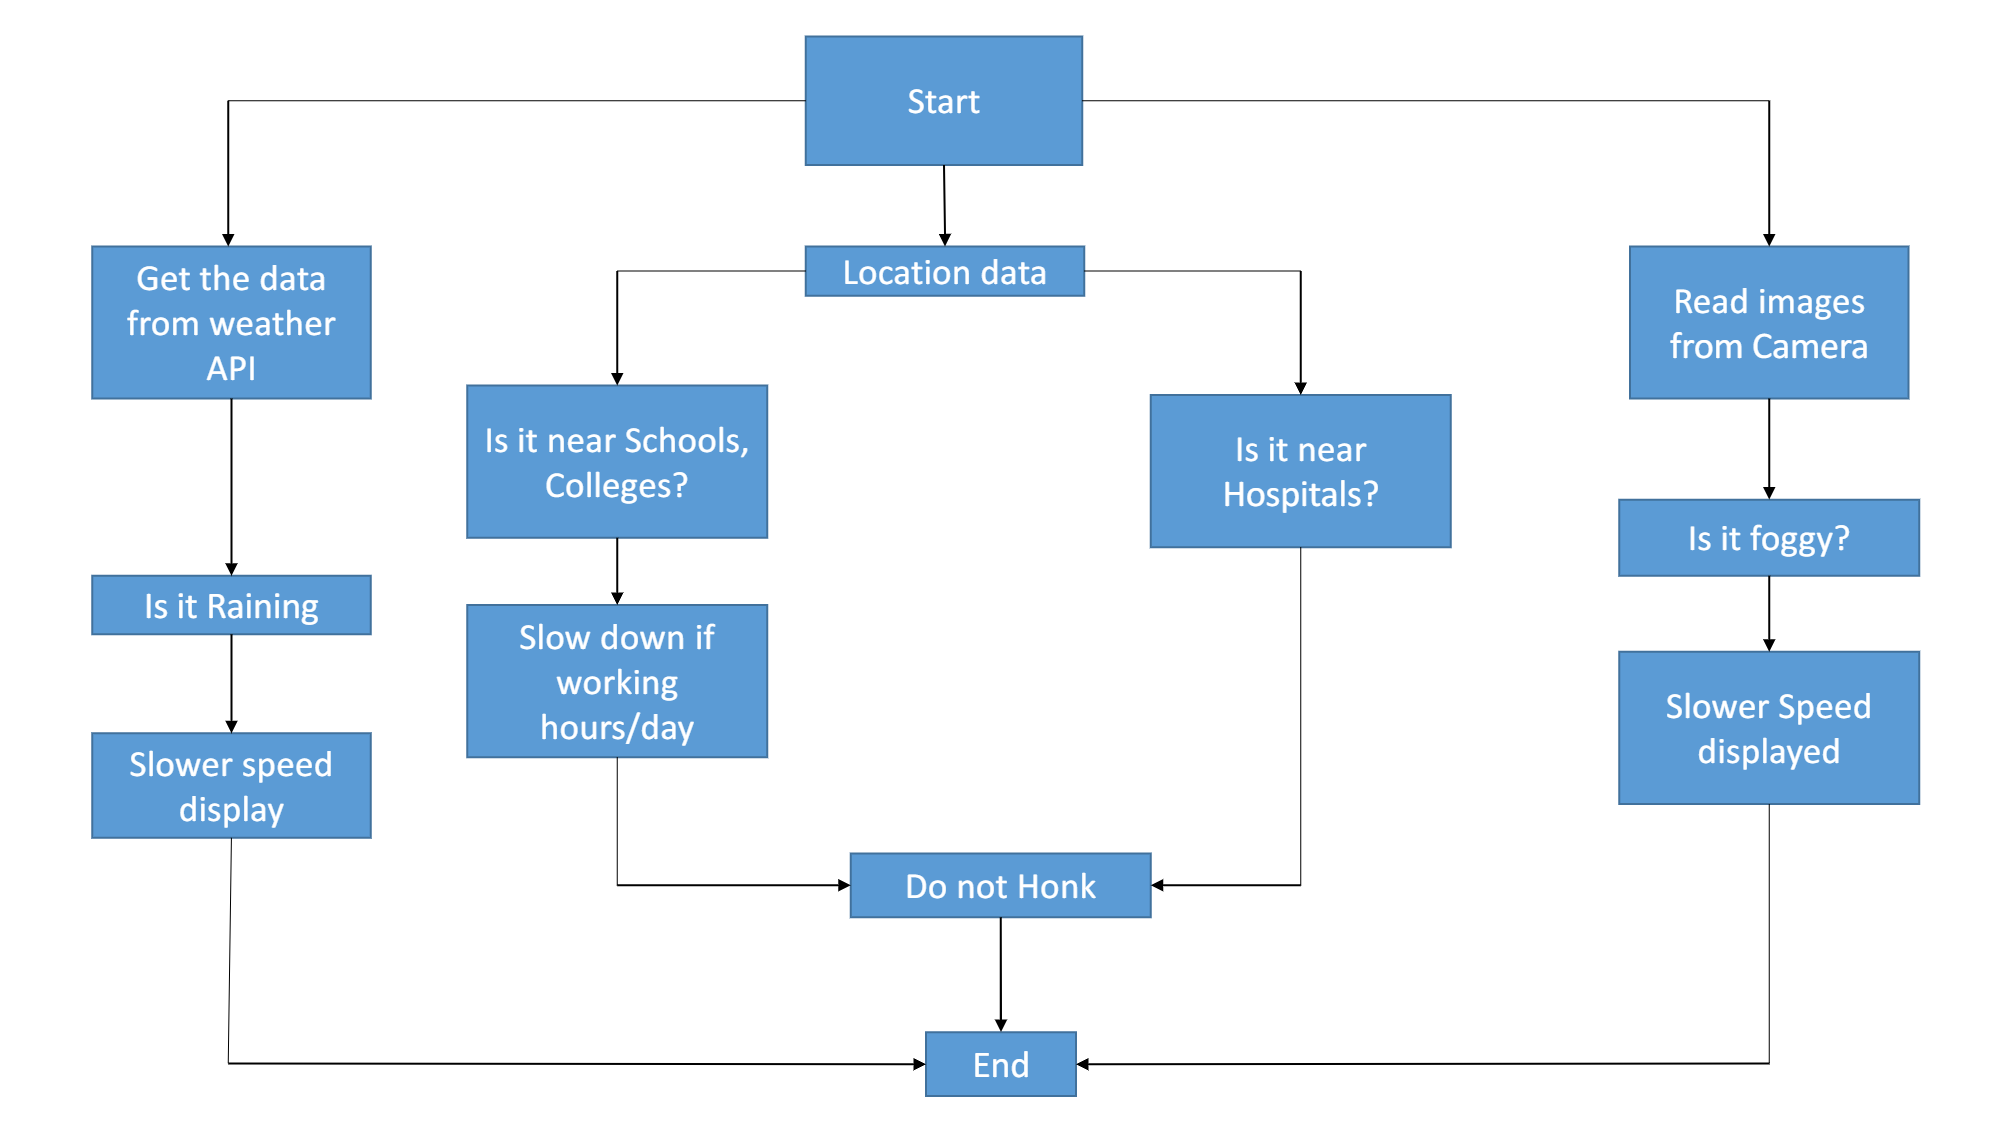 Start
Get the data
from weather
API
Location data
Read images
from Camera
Is it near Schools,
Colleges?
Is it near
Hospitals?
Is it foggy?
Is it Raining
Slow down if
working
hours/day
Slower Speed
displayed
Slower speed
display
Do not Honk
End